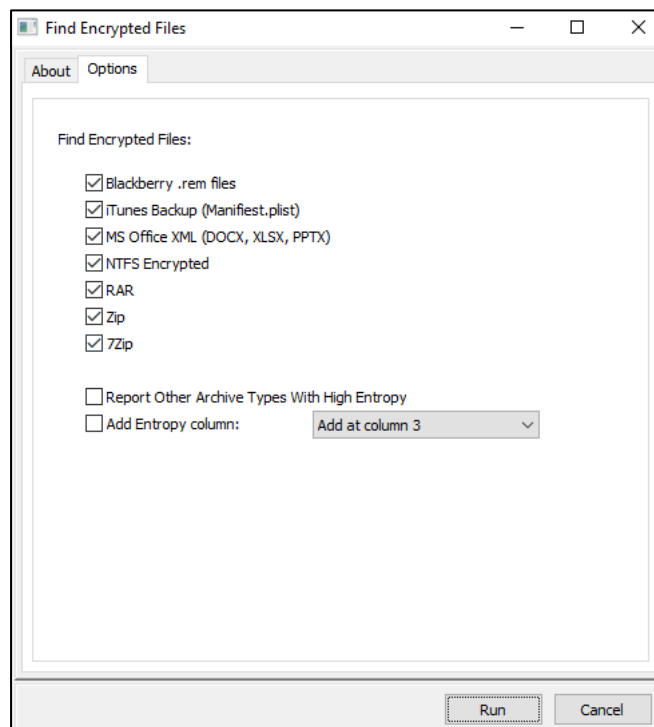 Find Encrypted Files
About Options
Find Encrypted Files:
Blackberry .rem files
iTunes Backup (Manifiest.plist)
MS Office XML (DOCX, XLSX, PPTX)
NTFS Encrypted
RAR
Zip
7Zip
Report Other Archive Types With High Entropy
Add Entropy column: Add at column 3
Run Cancel